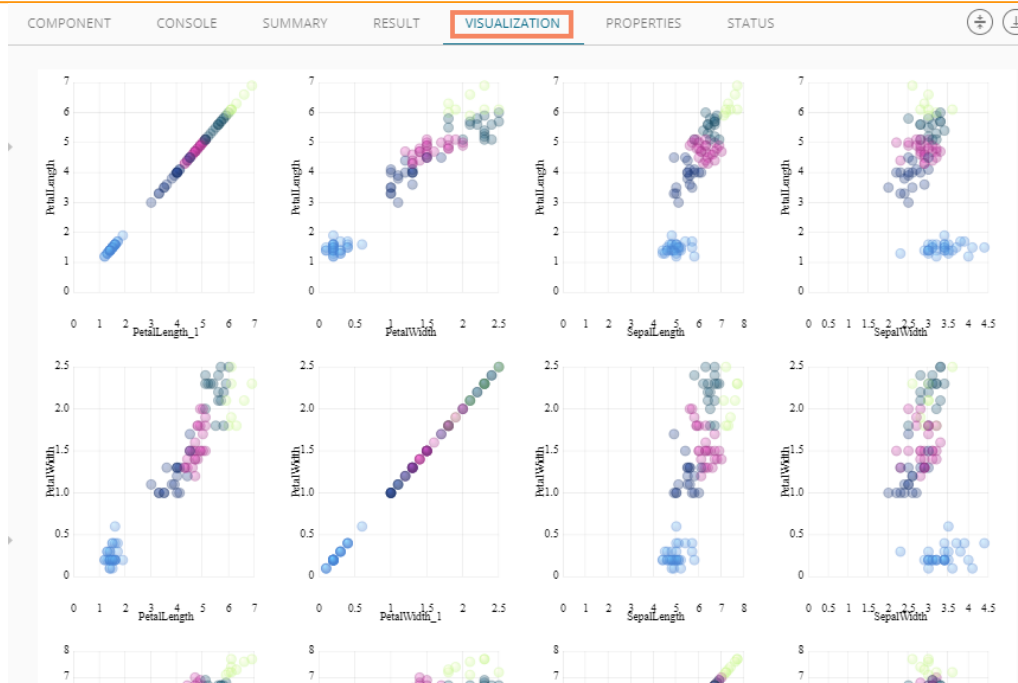 COMPONENT CONSOLE SUMMARY RESULT VISUALIZATION PROPERTIES STATUS
7 7 7 7
6 6 6 6
5 5 5 5
PetalLength PetalLength PetalLength PetalLength
4 4 4 4
3 3 3 3
2 2 2 2
1 1 1 1
0 0 0 0
0 1 2 3 4 5 6 7 0 0.5 1 1.5 2 2.5 0 1 2 3 4 5 6 7 8 0 0.5 1 1.5 2 2.5 3 3.5 4 4.5
PetalLength_1 PetalWidth SepalLength SepalWidth
2.5 2.5 2.5 2.5
2.0 2.0 2.0 2.0
1.5 1.5 1.5 1.5
PetalWidth PetalWidth PetalWidth PetalWidth
1.0 1.0 1.0 1.0
0.5 0.5 0.5 0.5
0 0 0 0
0 1 2 3 4 5 6 7 0 0.5 1 1.5 2 2.5 0 1 2 3 4 5 6 7 8 0 0.5 1 1.5 2 2.5 3 3.5 4 4.5
PetalLength PetalWidth_1 SepalLength SepalWidth
8 8 8 8
7 7 7 7